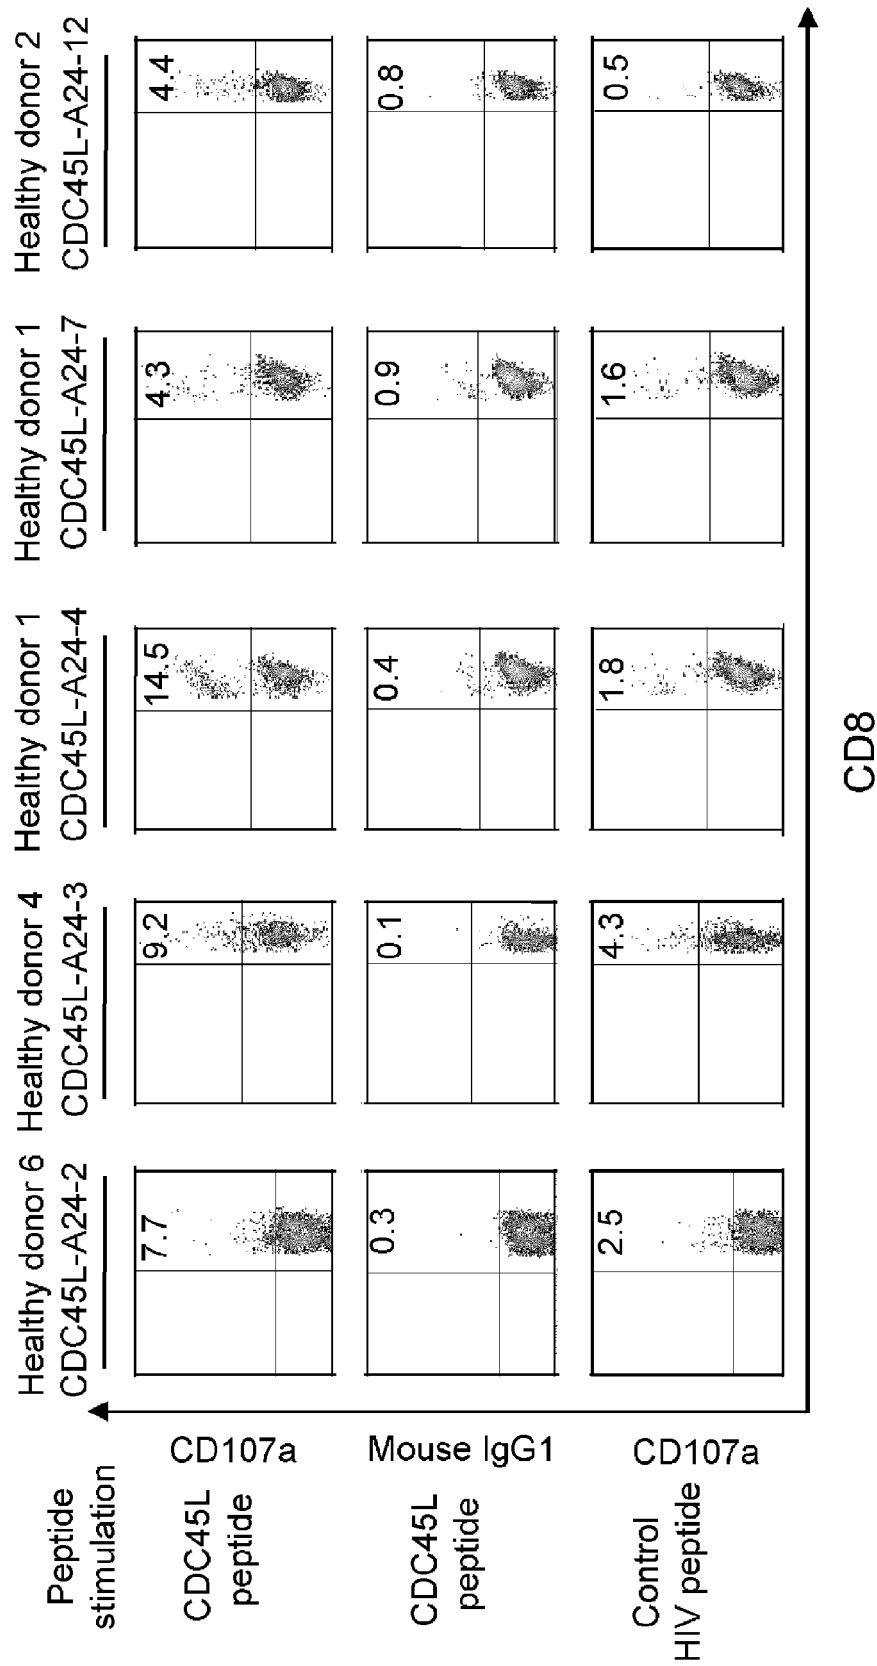 Healthy donor 6
CDC45L-A24-2
Healthy donor 4
CDC45L-A24-3
Healthy donor 1
CDC45L-A24-4
Healthy donor 1
CDC45L-A24-7
Healthy donor 2
CDC45L-A24-12
Peptide
stimulation
CDC45L
peptide
CD107a
7.7
9.2
14.5
4.3
4.4
CDC45L
peptide
Mouse IgG1
0.3
0.1
0.4
0.9
0.8
Control
HIV peptide
CD107a
2.5
4.3
1.8
1.6
0.5
CD8